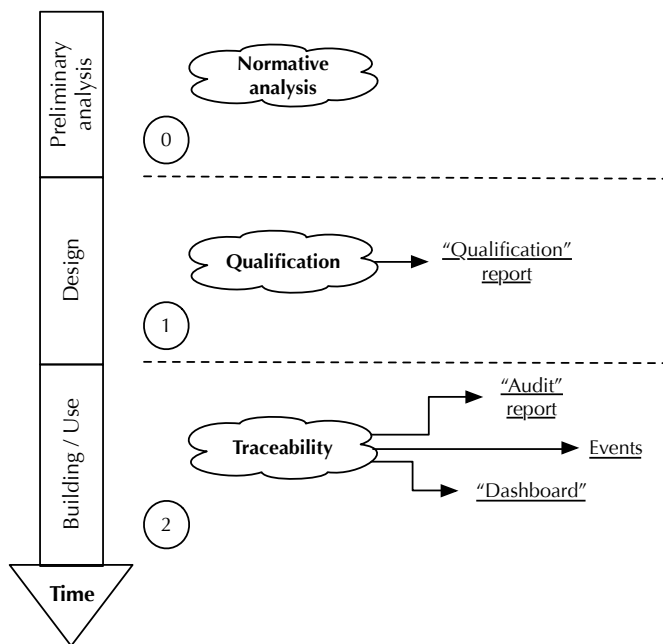 Preliminary
analysis
Normative
analysis
0
Design
Qualification
“Qualification”
report
1
Building / Use
Traceability
“Audit”
report
Events
“Dashboard”
2
Time